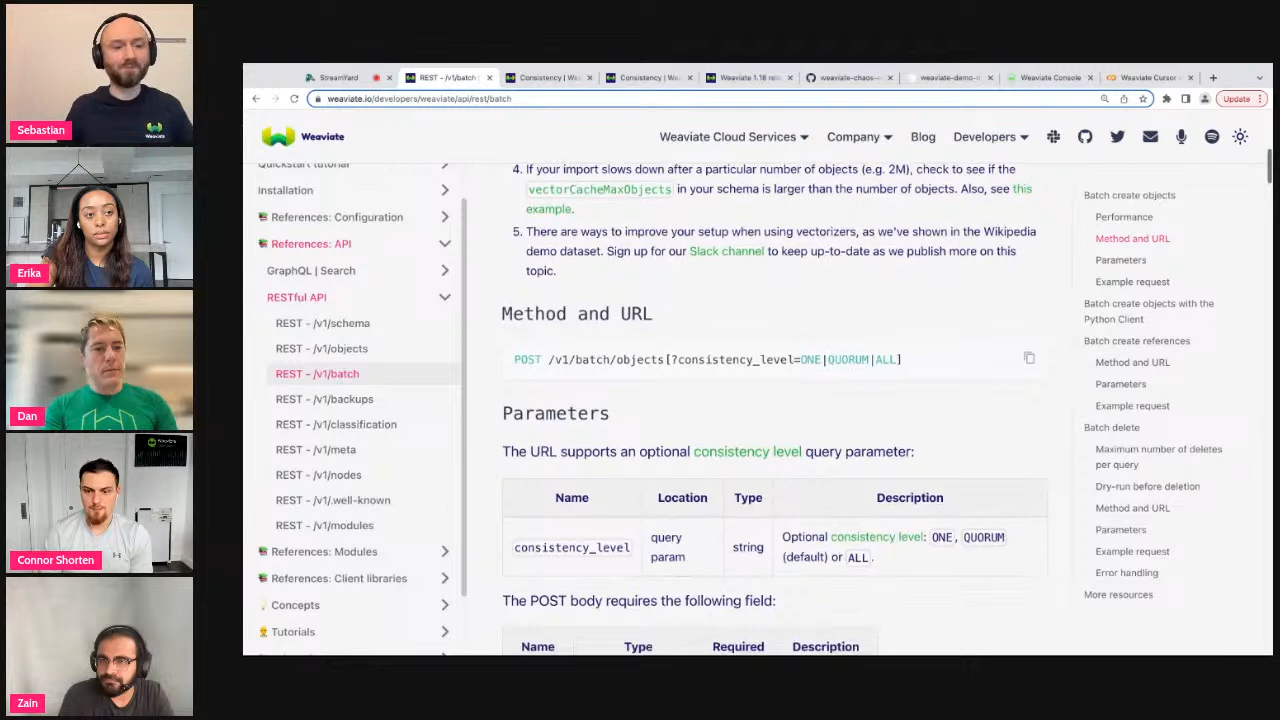 Sebastian
Erika
Dan
Connor Shorten
Zain
StreamYard
REST - /v1/batch
Consistency | We
Consistency | Wea
Weaviate 1.18 rele
weaviate-chaos-e
weaviate-demo-d
Weaviate Console
Weaviate Cursor
weaviate.io/developers/weaviate/api/rest/batch
Update
Weaviate
Weaviate Cloud Services
Company
Blog
Developers
Quickstart tutorial
Installation
References: Configuration
References: API
GraphQL | Search
RESTful API
REST - /v1/schema
REST - /v1/objects
REST - /v1/batch
REST - /v1/backups
REST - /v1/classification
REST - /v1/meta
REST - /v1/nodes
REST - /v1/.well-known
REST - /v1/modules
References: Modules
References: Client libraries
Concepts
Tutorials
4. If your import slows down after a particular number of objects (e.g. 2M), check to see if the
vectorCacheMaxObjects in your schema is larger than the number of objects. Also, see this
example.
5. There are ways to improve your setup when using vectorizers, as we've shown in the Wikipedia
demo dataset. Sign up for our Slack channel to keep up-to-date as we publish more on this
topic.
Method and URL
POST /v1/batch/objects[?consistency_level=ONE|QUORUM|ALL]
Parameters
The URL supports an optional consistency level query parameter:
Name Location Type Description
consistency_level query param string Optional consistency level: ONE, QUORUM (default) or ALL.
The POST body requires the following field:
Name Type Required Description
Batch create objects
Performance
Method and URL
Parameters
Example request
Batch create objects with the
Python Client
Batch create references
Method and URL
Parameters
Example request
Batch delete
Maximum number of deletes
per query
Dry-run before deletion
Method and URL
Parameters
Example request
Error handling
More resources